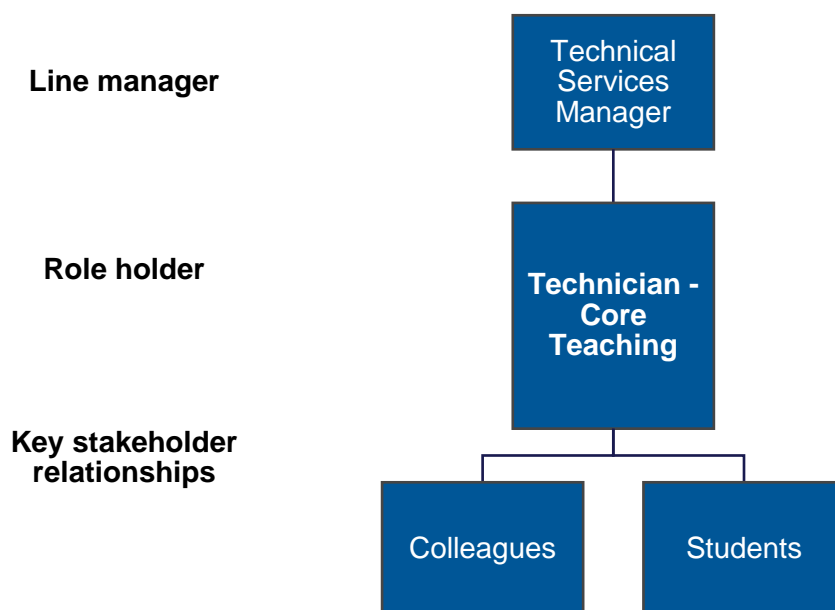 Line manager
Technical
Services
Manager
Role holder
Technician -
Core
Teaching
Key stakeholder
relationships
Colleagues
Students